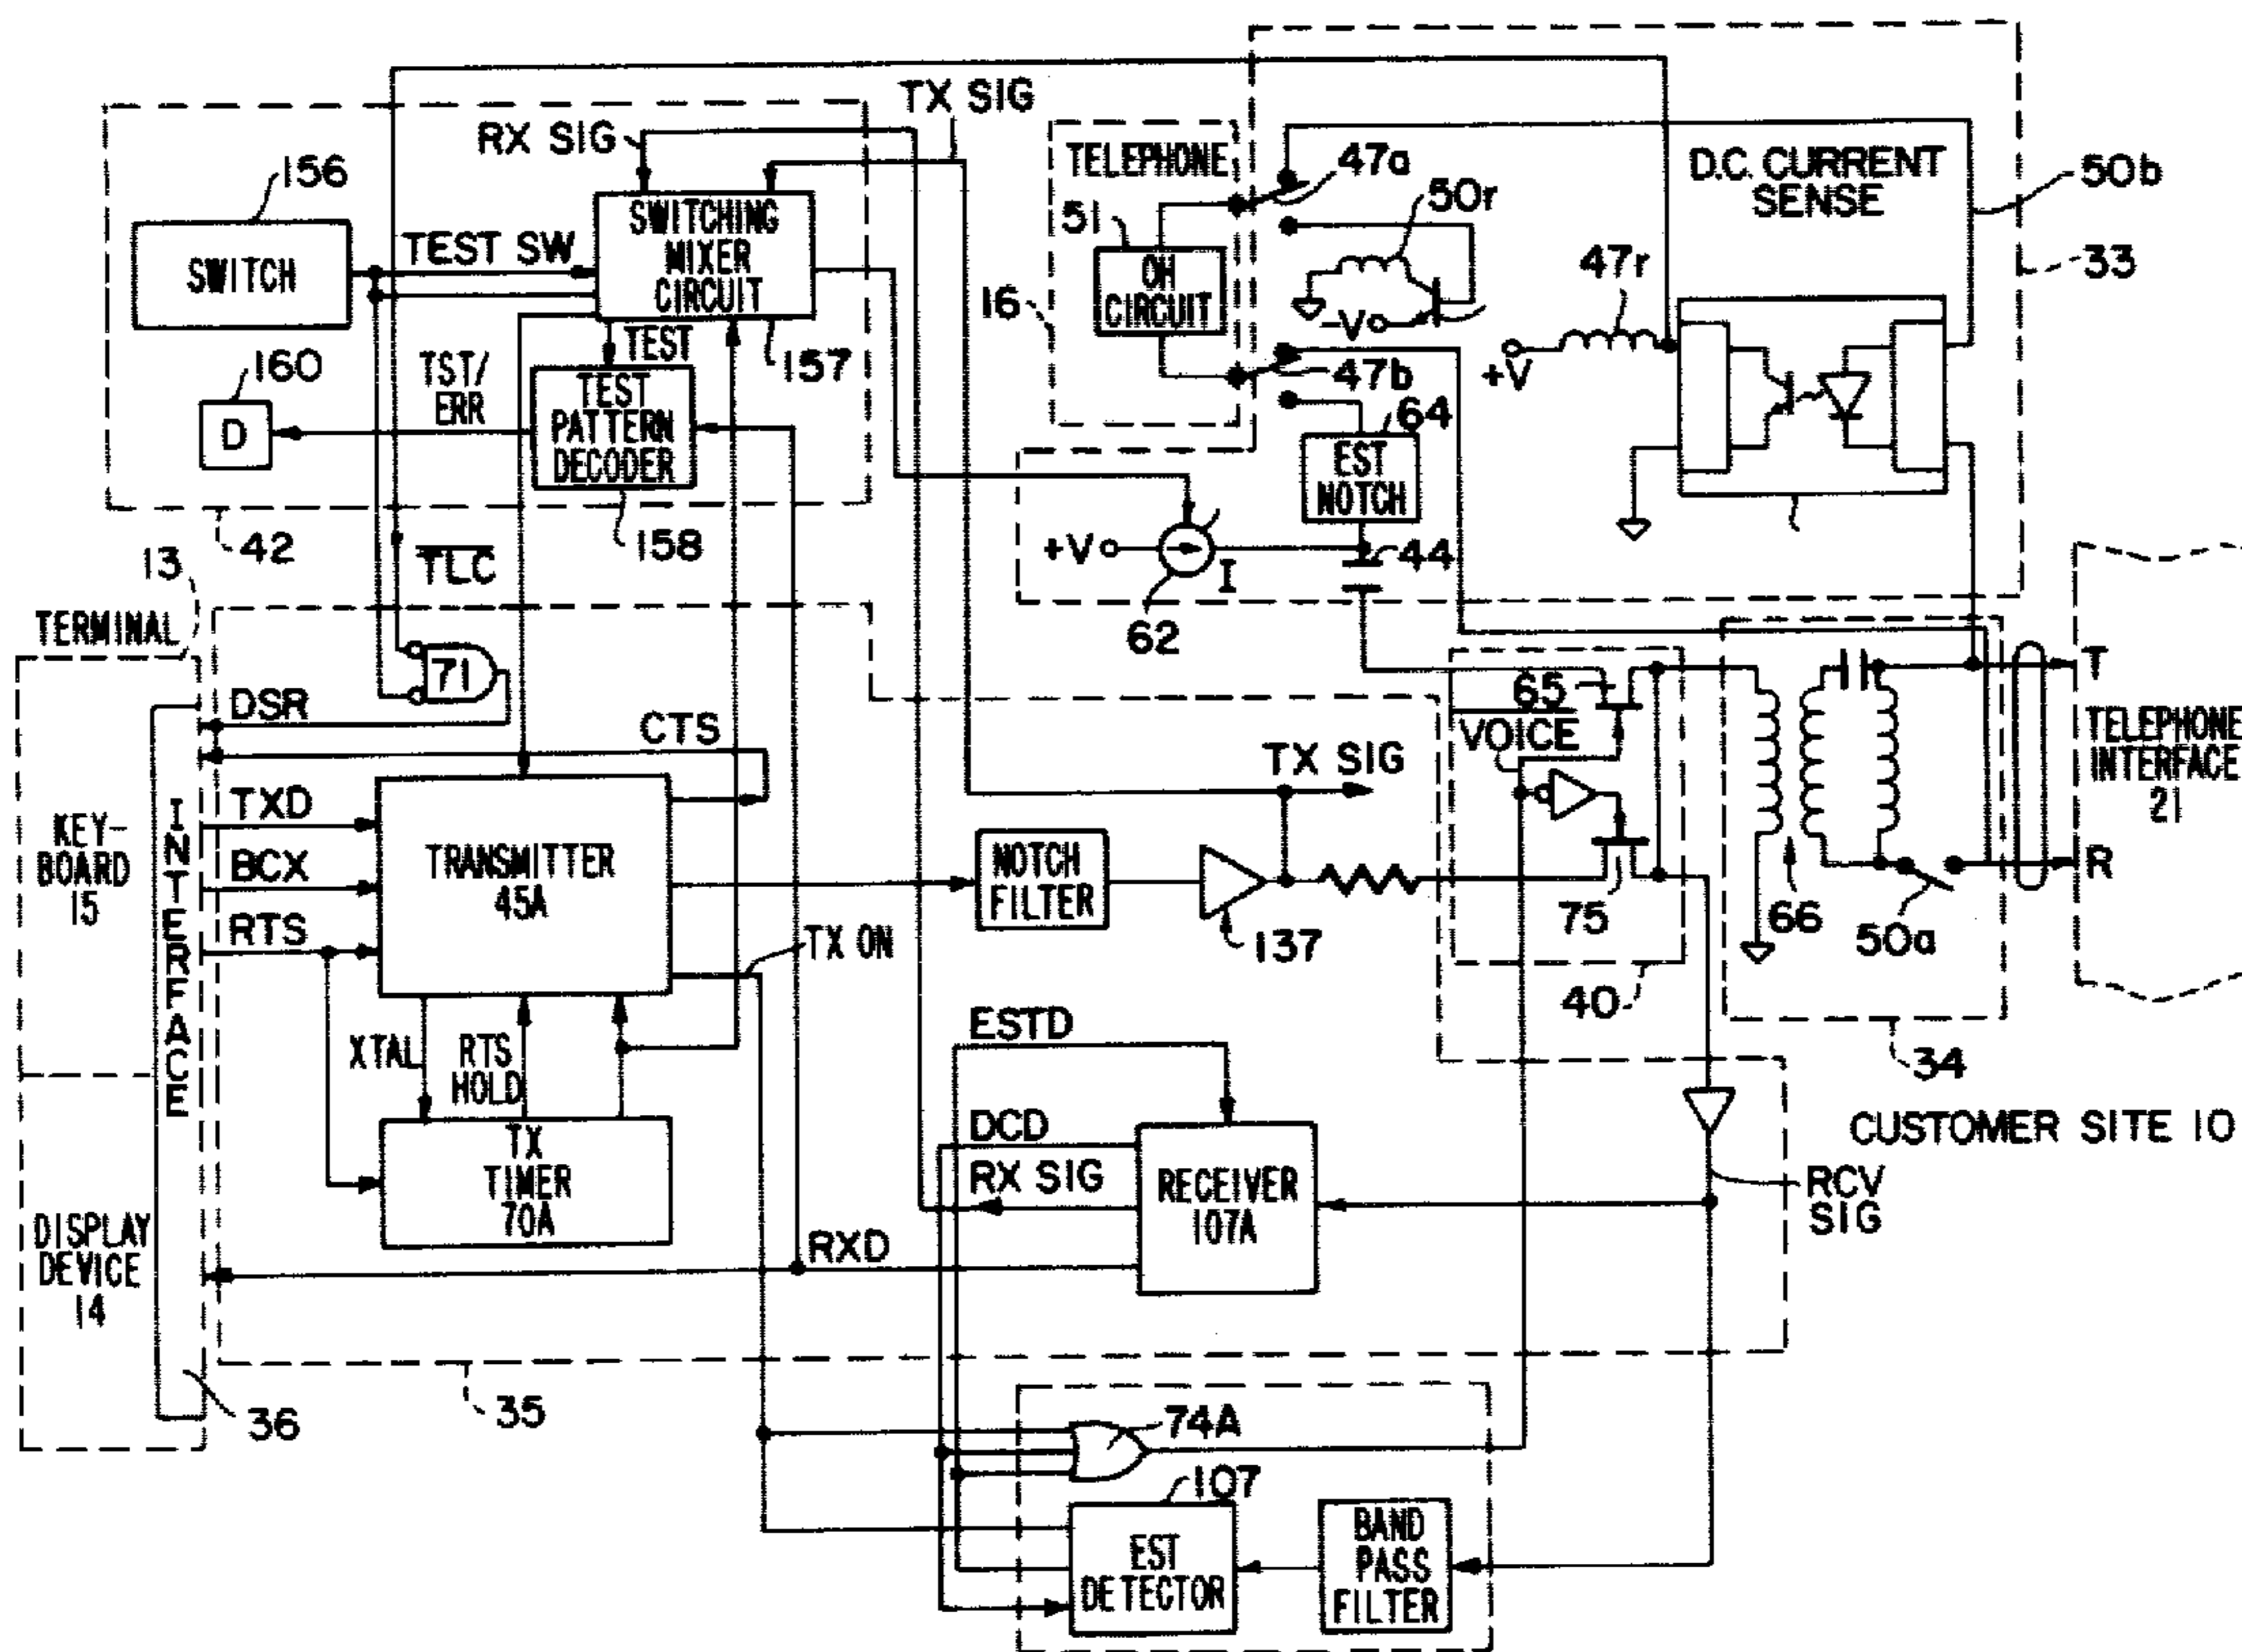 TX SIG
RX SIG
TELEPHONE
47a
D.C. CURRENT
SENSE
50b
156
SWITCH
TEST SW
SWITCHING
MIXER
CIRCUIT
51
50r
OH
CIRCUIT
16
-V
47r
33
+V
TEST
157
47b
160
D
TST/
ERR
TEST
PATTERN
DECODER
64
EST
NOTCH
42
158
+V
I
44
62
TLC
13
TERMINAL
71
DSR
CTS
65
VOICE
T
TELEPHONE
INTERFACE
21
R
TX SIG
TXD
BCX
RTS
KEY-
BOARD
15
INTERFACE
TRANSMITTER
45A
NOTCH
FILTER
137
75
66
50a
TX ON
40
34
XTAL
RTS
HOLD
ESTD
TX
TIMER
70A
DCD
RX SIG
RECEIVER
107A
CUSTOMER SITE 10
RCV
SIG
DISPLAY
DEVICE
14
RXD
36
35
74A
107
EST
DETECTOR
BAND
PASS
FILTER